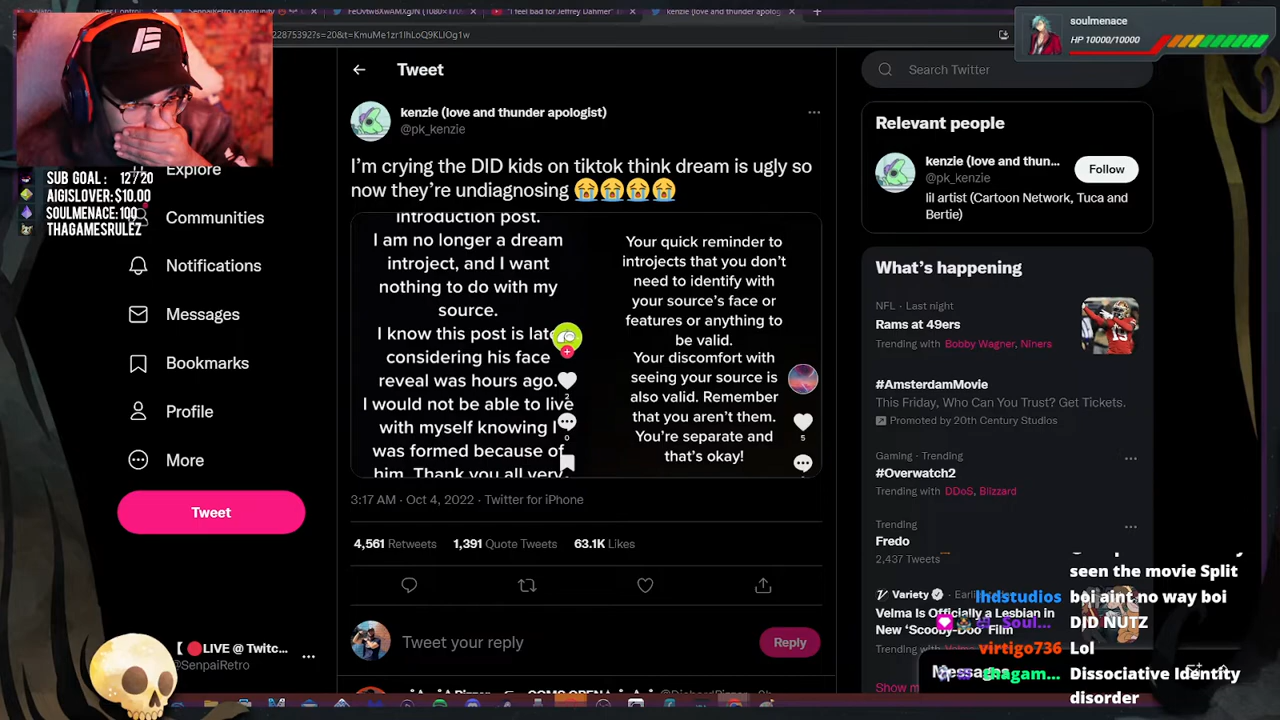 "I feel bad for Jeffrey Dahmer"
kenzie (love and thunder apolog
soulmenace
HP 10000/10000
SUB GOAL : 12/20
AIGISLOVER: $10.00
SOULMENACE:100
THAGAMESRULEZ
Explore
Communities
Notifications
Messages
Bookmarks
Profile
More
Tweet
【🔴LIVE @ Twitc...
@SenpaiRetro
Tweet
kenzie (love and thunder apologist)
@pk_kenzie
I'm crying the DID kids on tiktok think dream is ugly so
now they're undiagnosing 😭😭😭😭
introduction post.
I am no longer a dream
introject, and I want
nothing to do with my
source.
I know this post is late
considering his face
reveal was hours ago.
I would not be able to live
with myself knowing I
was formed because of
him. Thank you all very
2
0
Your quick reminder to
introjects that you don't
need to identify with
your source's face or
features or anything to
be valid.
Your discomfort with
seeing your source is
also valid. Remember
that you aren't them.
You're separate and
that's okay!
5
3:17 AM · Oct 4, 2022 · Twitter for iPhone
4,561 Retweets 1,391 Quote Tweets 63.1K Likes
Tweet your reply
Reply
Search Twitter
Relevant people
kenzie (love and thun...
@pk_kenzie
Follow
lil artist (Cartoon Network, Tuca and
Bertie)
What's happening
NFL · Last night
Rams at 49ers
Trending with Bobby Wagner, Niners
#AmsterdamMovie
This Friday, Who Can You Trust? Get Tickets.
Promoted by 20th Century Studios
Gaming · Trending
#Overwatch2
Trending with DDoS, Blizzard
Trending
Fredo
2,437 Tweets
Variety
Velma Is Officially a Lesbian in
New 'Scooby-Doo' Film
Show m
Messages
seen the movie Split
lhdstudios boi aint no way boi
Soul... DJD NUTZ
virtigo736 Lol
thagam... Dissociative Identity
disorder